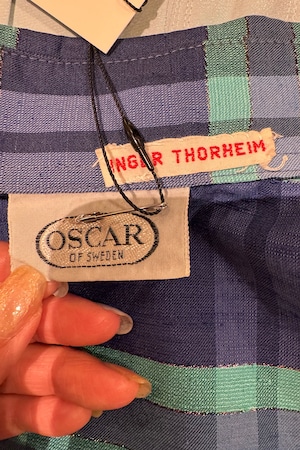 INGER THORHEIM
OSCAR
OF SWEDEN